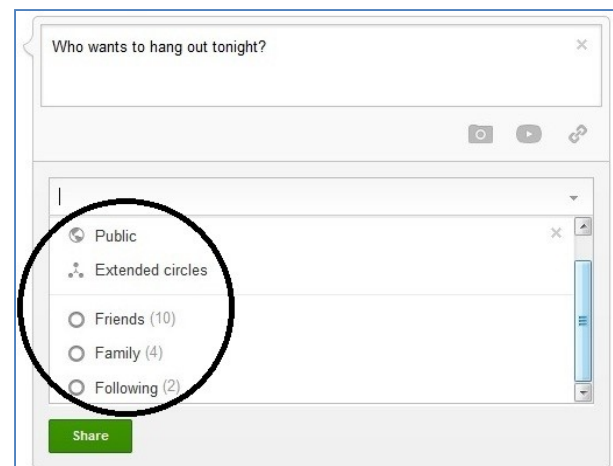 Who wants to hang out tonight?
Public
Extended circles
Friends (10)
Family (4)
Following (2)
Share